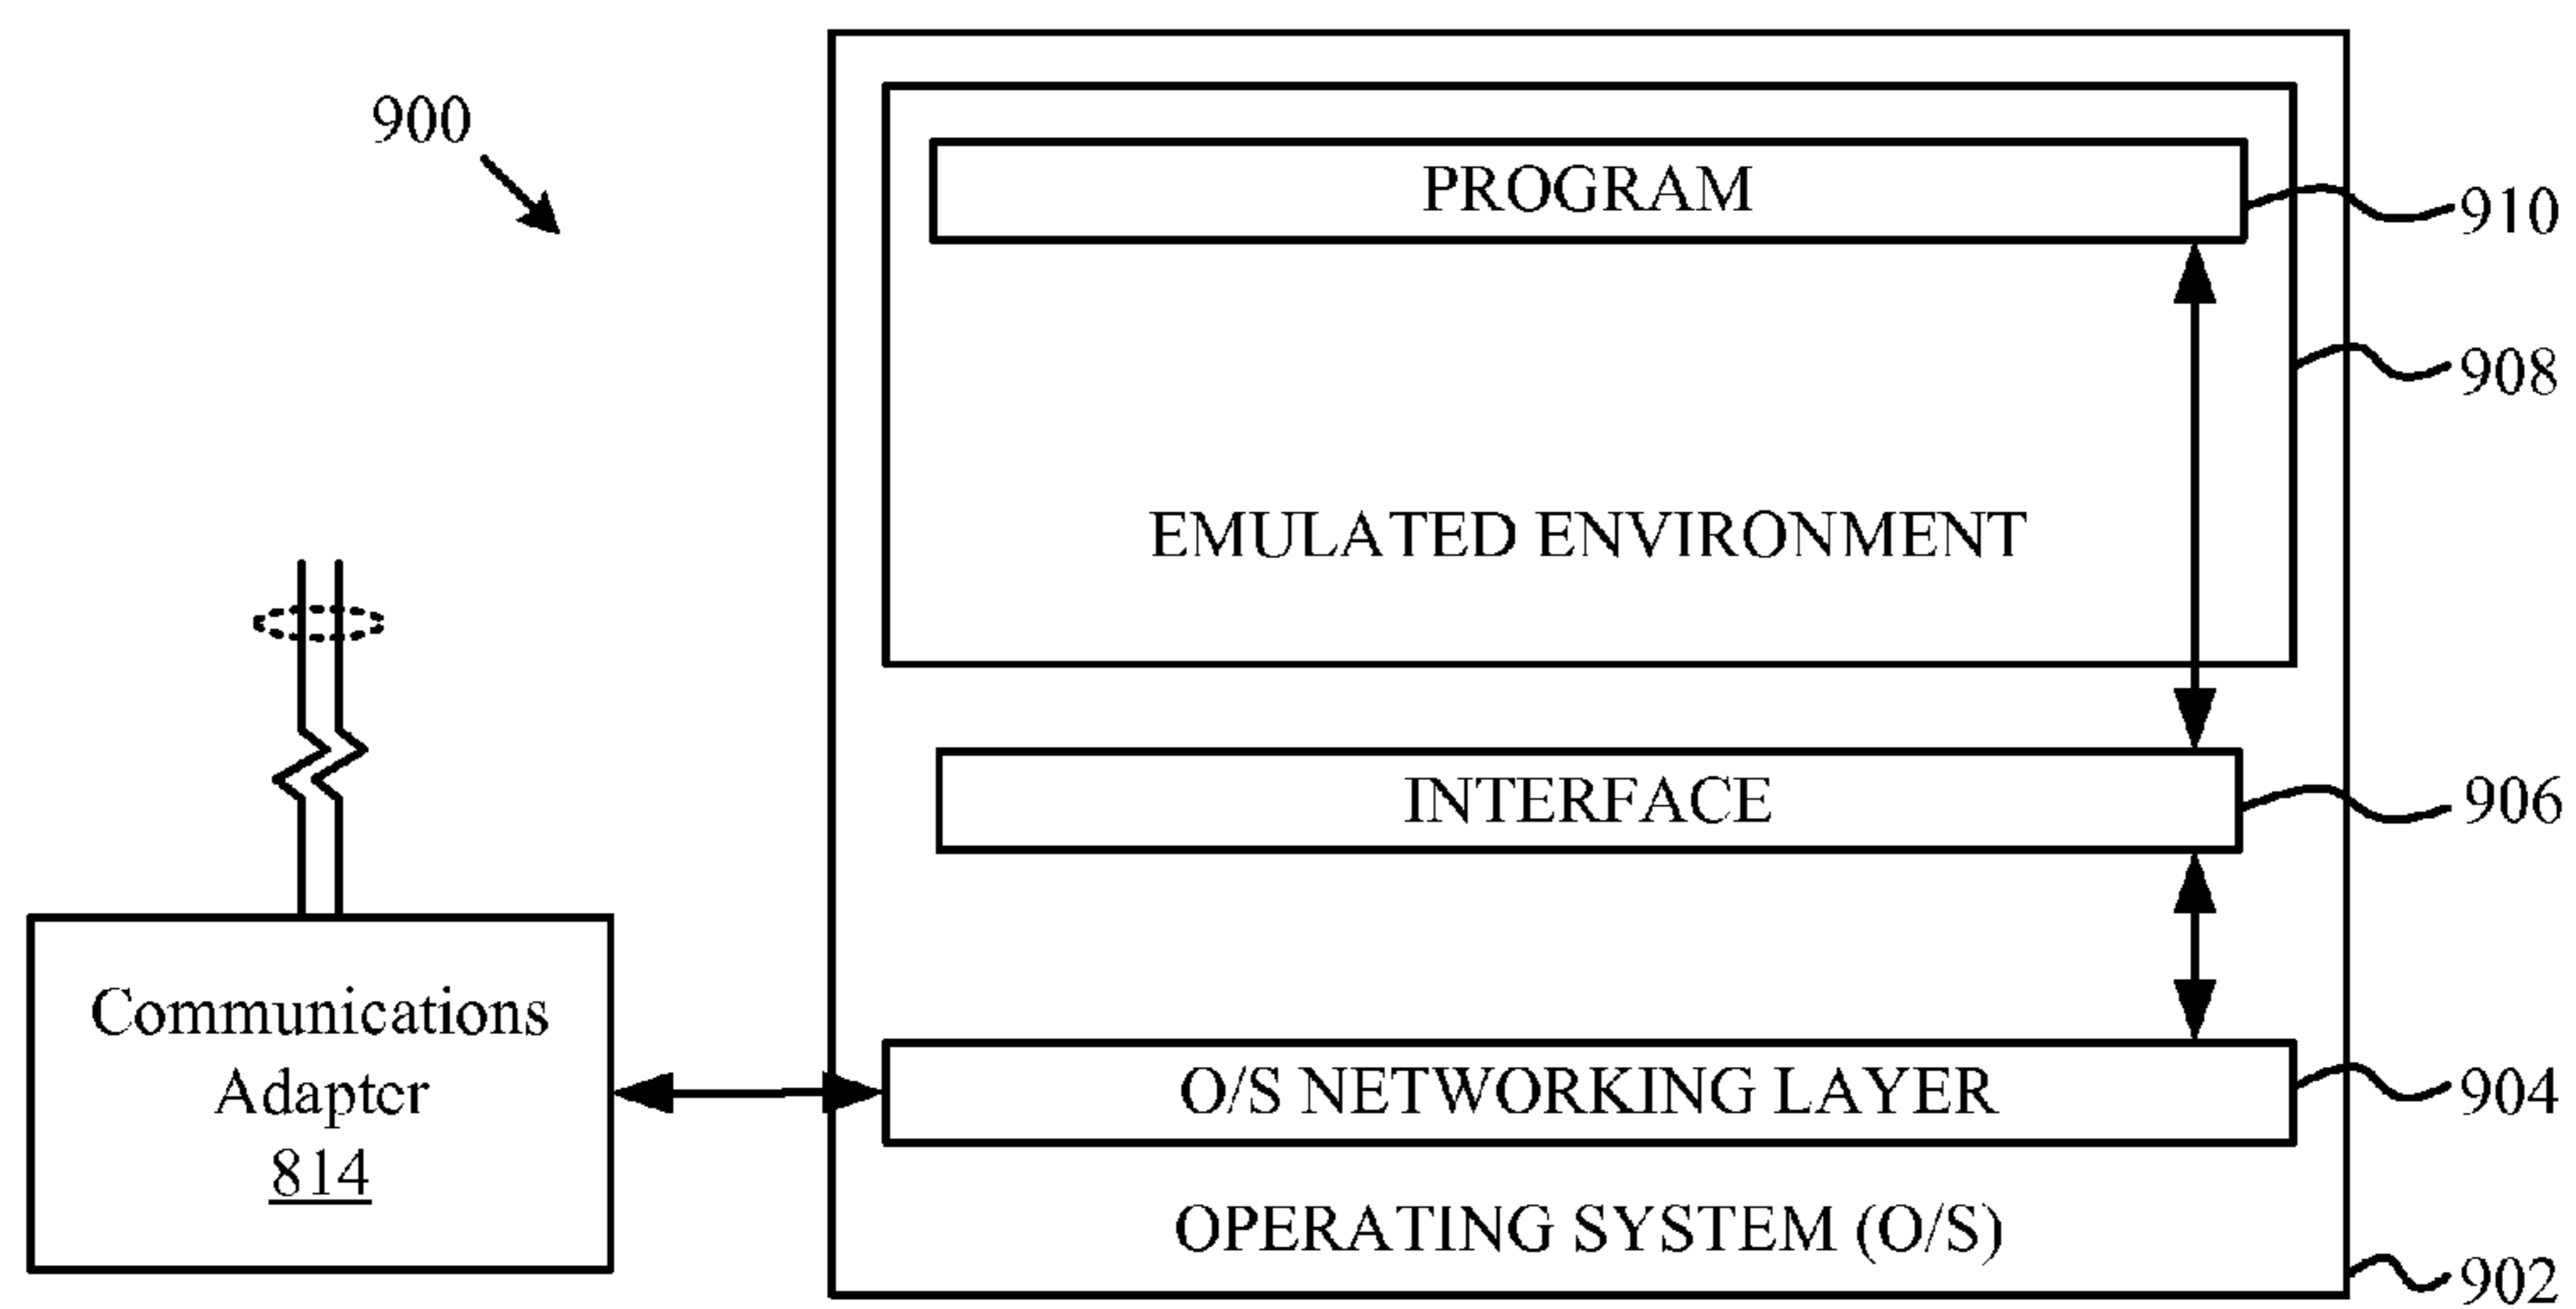 900
PROGRAM
910
908
EMULATED ENVIRONMENT
INTERFACE
906
Communications
Adapter
814
O/S NETWORKING LAYER
904
OPERATING SYSTEM (O/S)
902